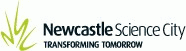 Newcastle Science City
TRANSFORMING TOMORROW